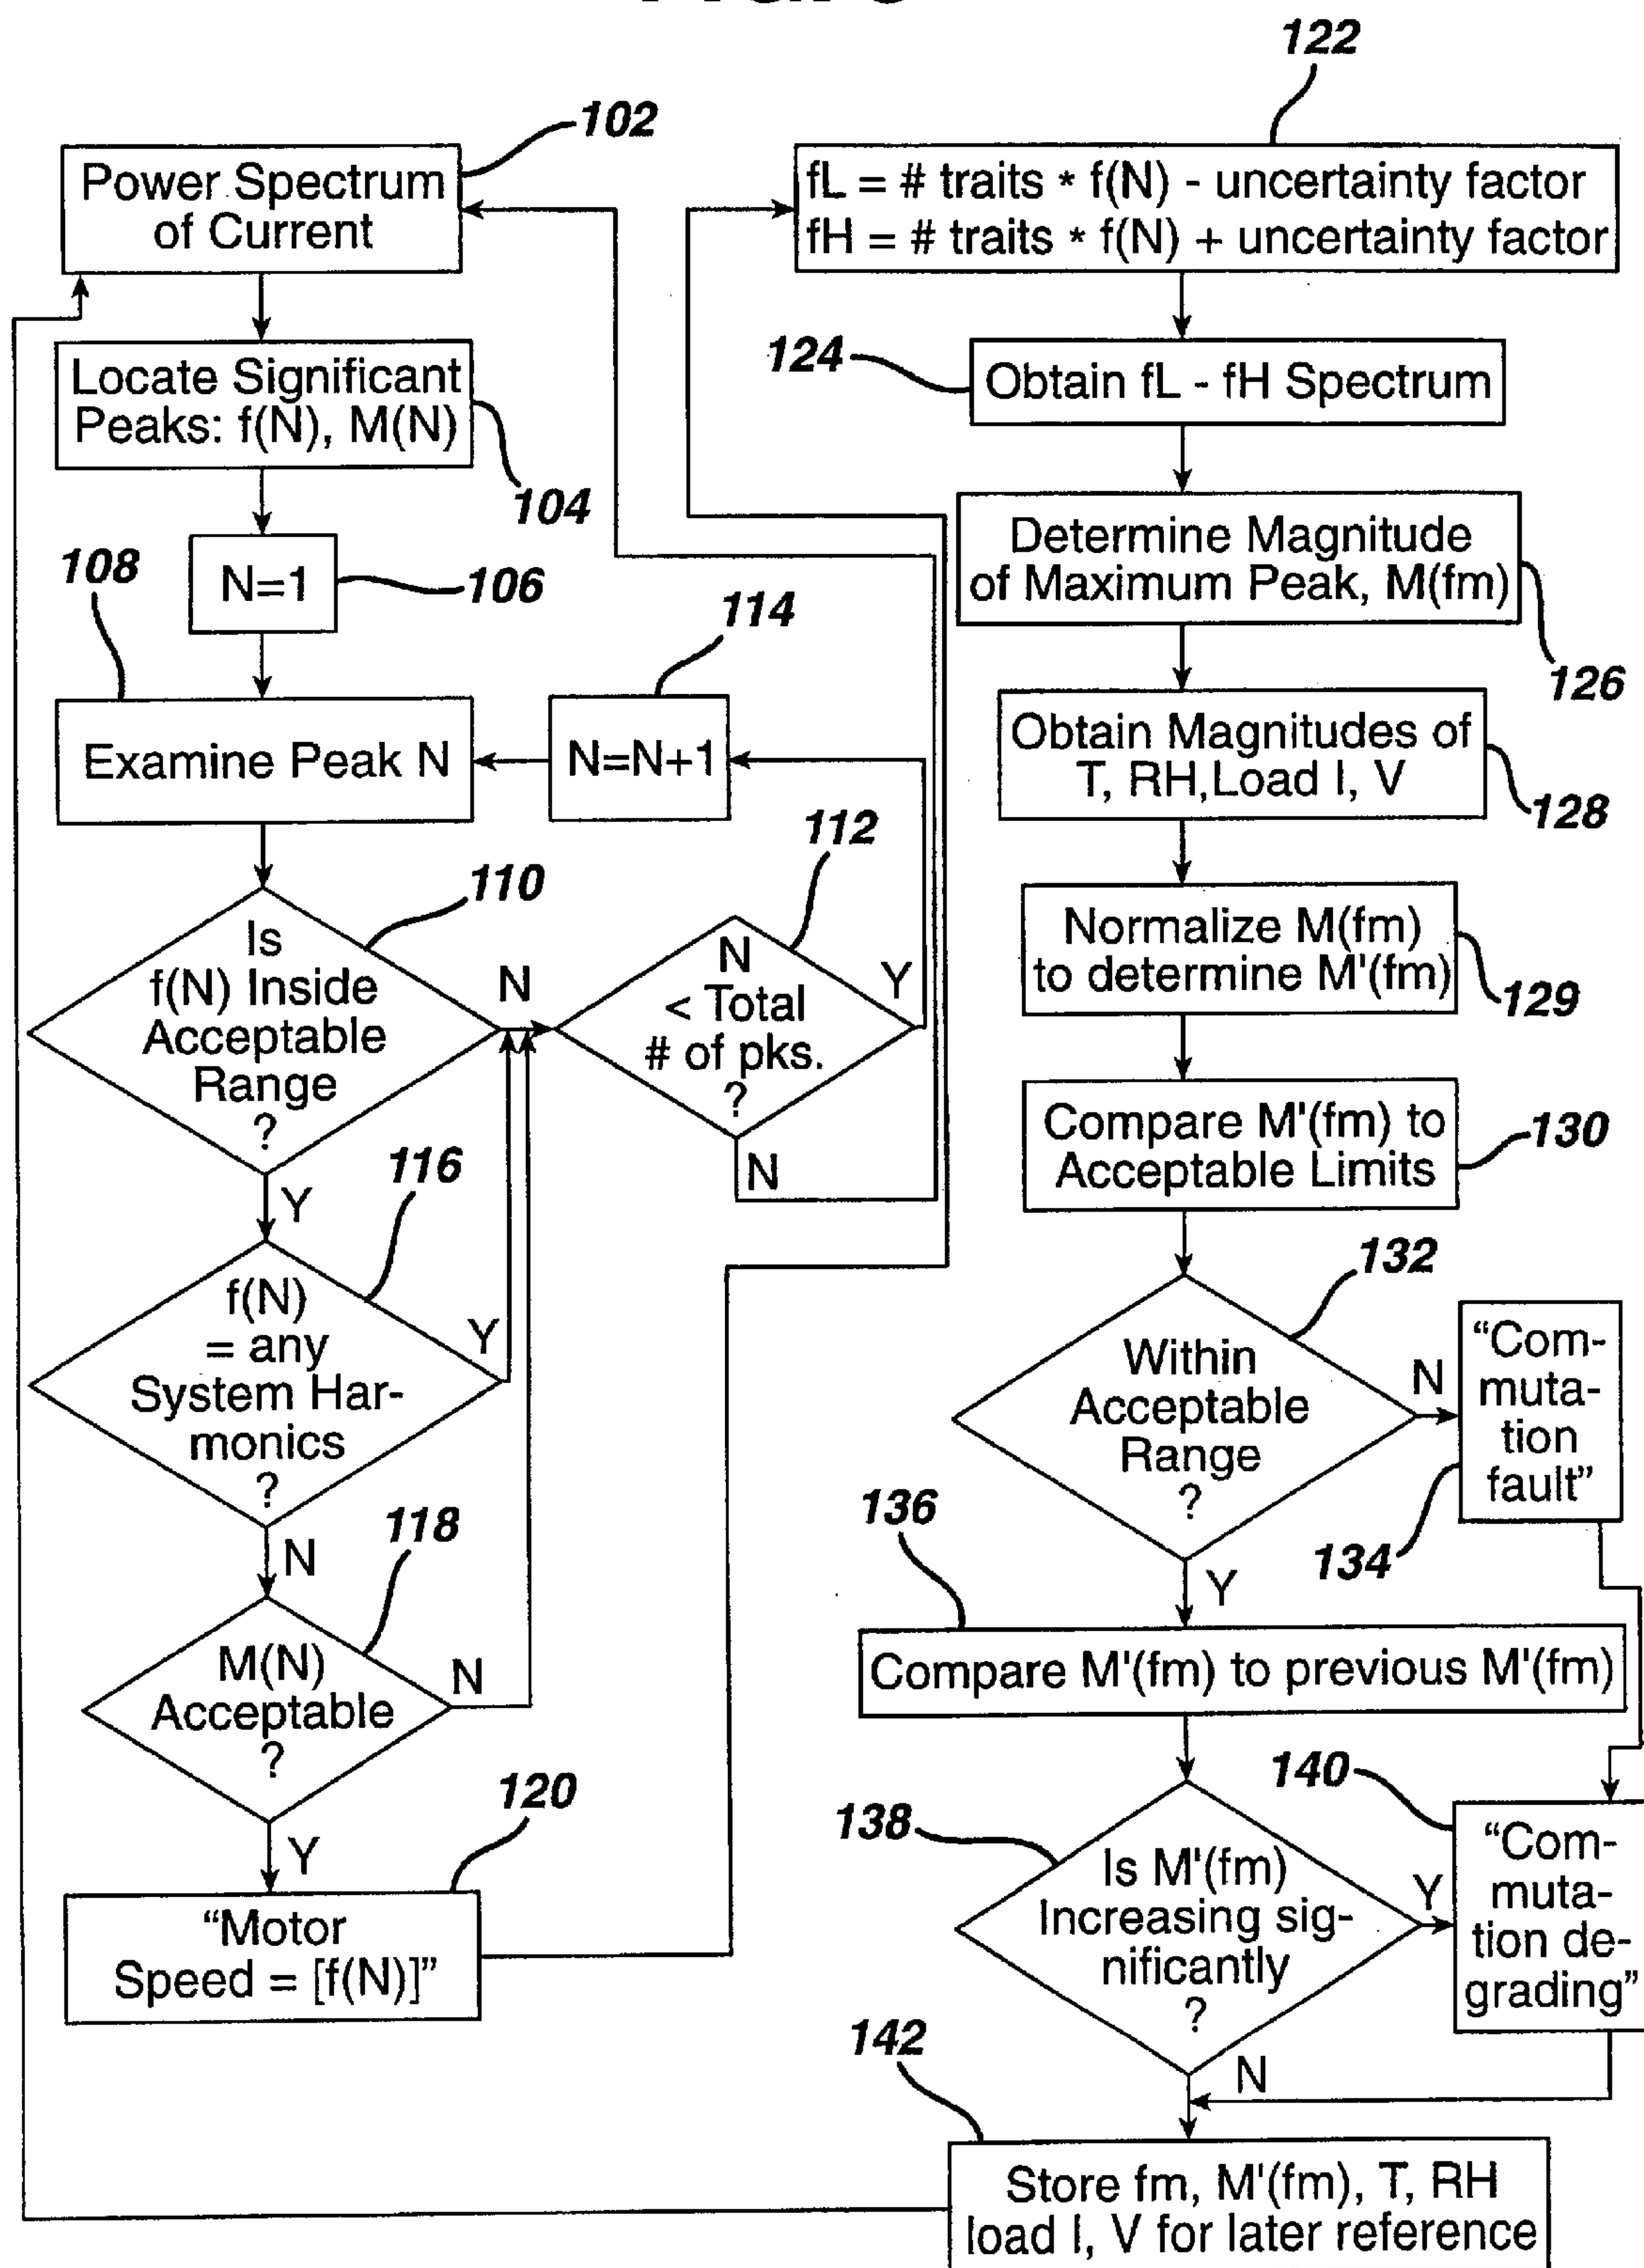 102
Power Spectrum
of Current
Locate Significant
Peaks: f(N), M(N)
104
N=1
106
108
Examine Peak N
114
N=N+1
110
Is
f(N) Inside
Acceptable
Range
?
N
Y
112
N
< Total
# of pks.
?
Y
N
116
f(N)
= any
System Har-
monics
?
Y
N
118
M(N)
Acceptable
?
N
Y
120
“Motor
Speed = [f(N)]”
122
fL = # traits * f(N) - uncertainty factor
fH = # traits * f(N) + uncertainty factor
124
Obtain fL - fH Spectrum
Determine Magnitude
of Maximum Peak, M(fm)
126
Obtain Magnitudes of
T, RH,Load I, V
128
Normalize M(fm)
to determine M'(fm)
129
Compare M'(fm) to
Acceptable Limits
130
132
Within
Acceptable
Range
?
N
Y
“Com-
muta-
tion
fault”
134
136
Compare M'(fm) to previous M'(fm)
138
Is M'(fm)
Increasing sig-
nificantly
?
Y
N
140
“Com-
muta-
tion de-
grading”
142
Store fm, M'(fm), T, RH
load I, V for later reference